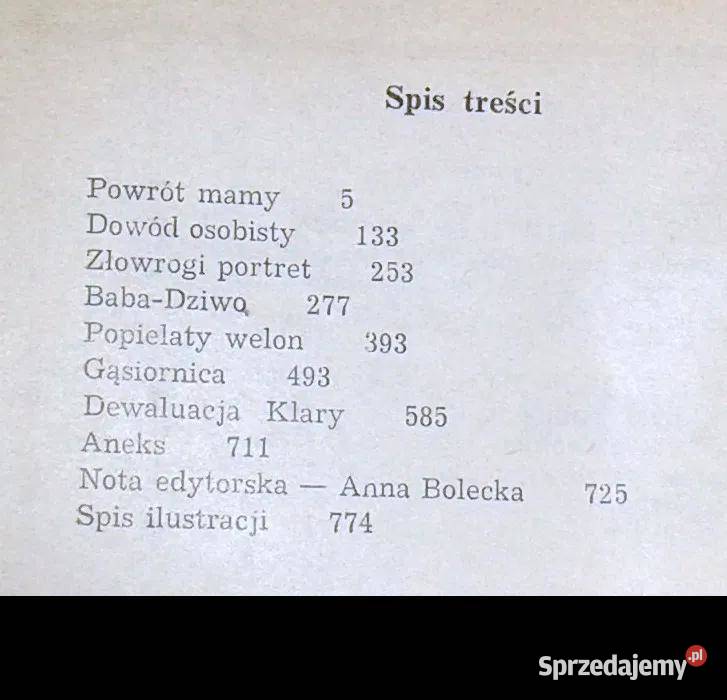 Spis treści
Powrót mamy 5
Dowód osobisty 133
Złowrogi portret 253
Baba-Dziwo 277
Popielaty welon 393
Gąsiornica 493
Dewaluacja Klary 585
Aneks 711
Nota edytorska — Anna Bolecka 725
Spis ilustracji 774
Sprzedajemy.pl